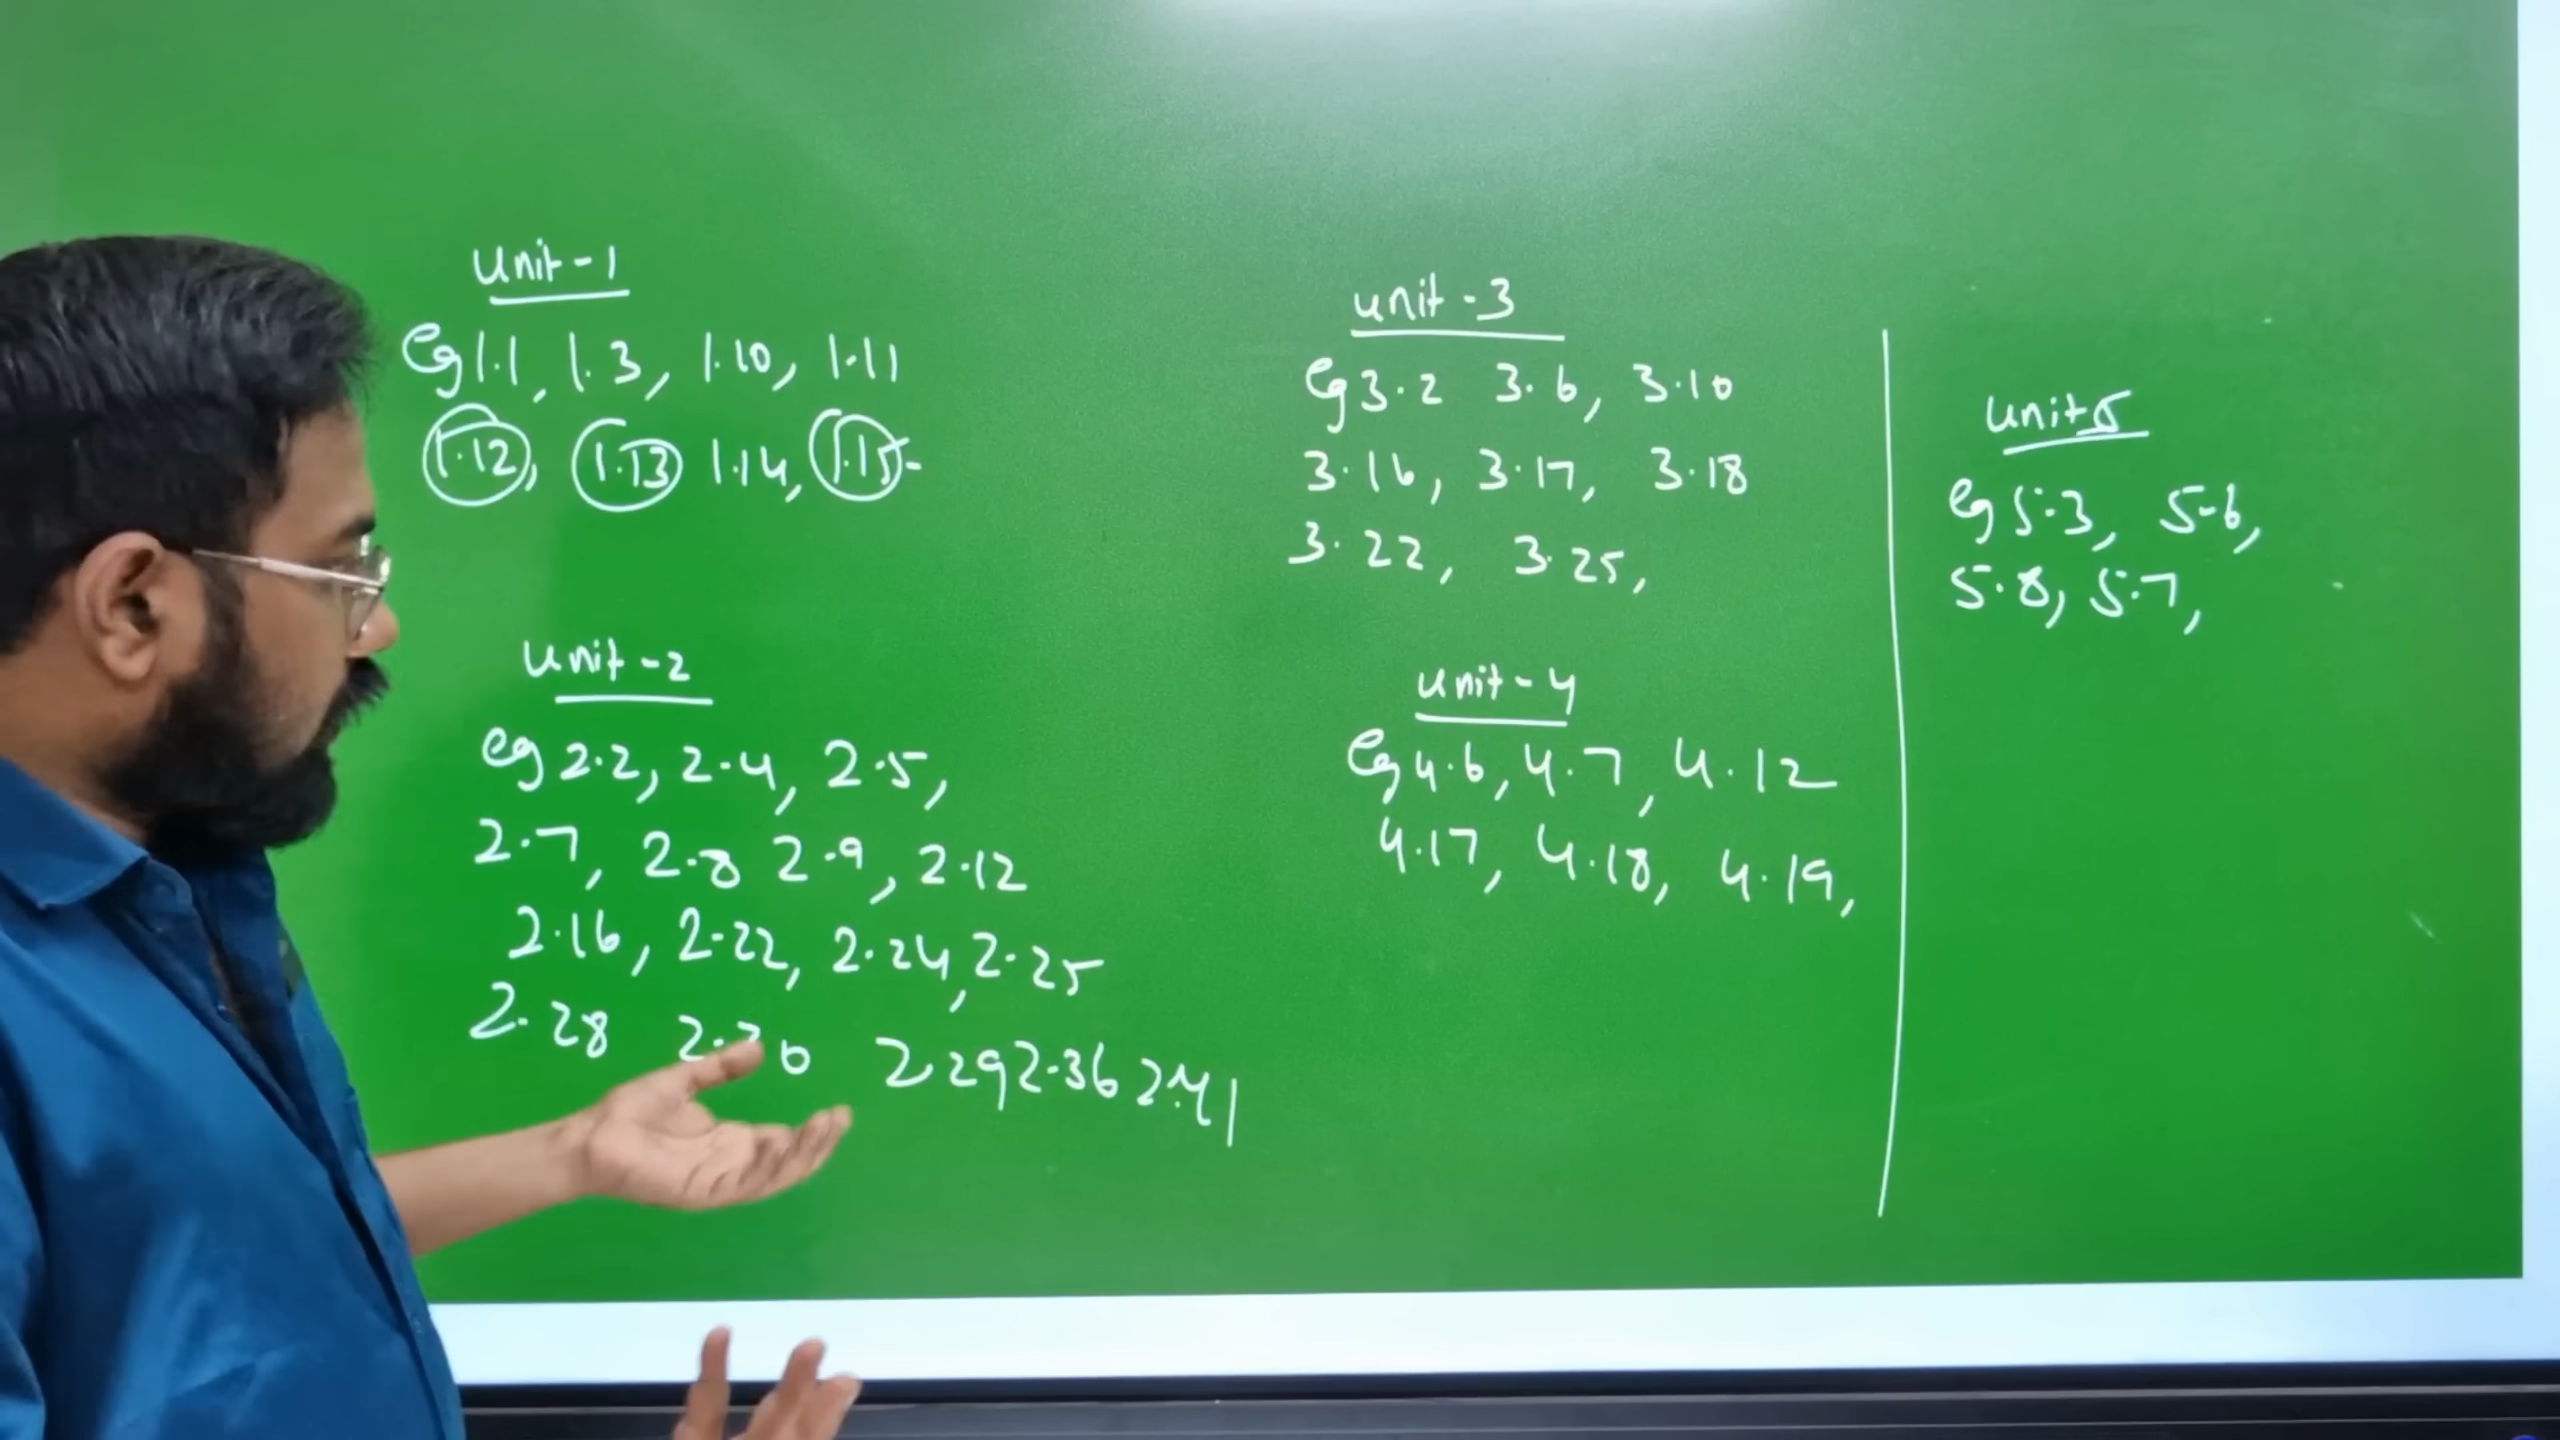 Unit-1
eg 1.1, 1.3, 1.10, 1.11
1.12, 1.13 1.14, 1.15-
Unit-2
eg 2.2, 2.4, 2.5,
2.7, 2.8 2.9, 2.12
2.16, 2.22, 2.24, 2.25
2.28 2 29 2.36 2.41
unit-3
eg 3.2 3.6, 3.10
3.16, 3.17, 3.18
3.22, 3.25,
unit-4
eg 4.6, 4.7, 4.12
4.17, 4.18, 4.19,
unit-5
eg 5.3, 5-6,
5.8, 5.7,